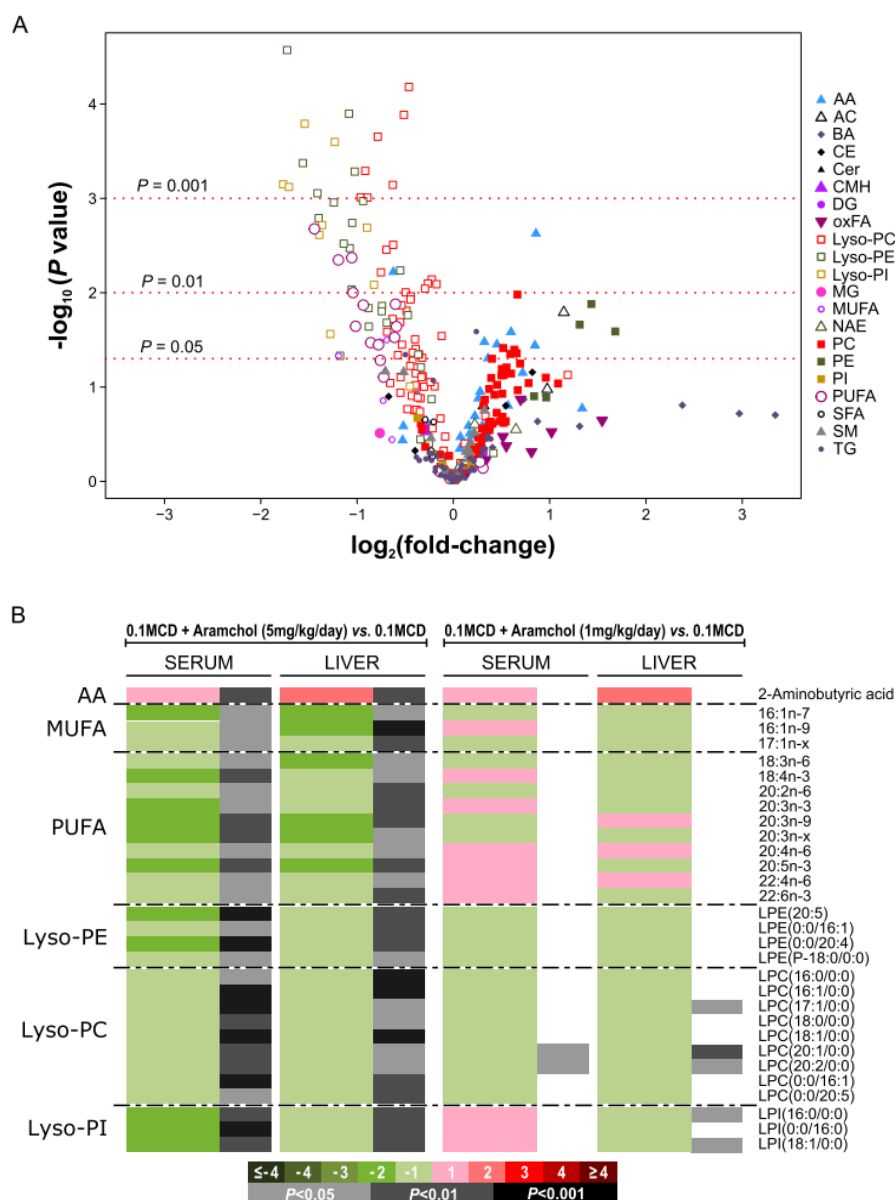 A
4
3
2
1
0
-log10 (P value)
P = 0.001
P = 0.01
P = 0.05
−3 −2 −1 0 1 2 3
log2(fold-change)
AA
AC
BA
CE
Cer
CMH
DG
oxFA
Lyso-PC
Lyso-PE
Lyso-PI
MG
MUFA
NAE
PC
PE
PI
PUFA
SFA
SM
TG
B
0.1MCD + Aramchol (5mg/kg/day) vs. 0.1MCD 0.1MCD + Aramchol (1mg/kg/day) vs. 0.1MCD
SERUM LIVER SERUM LIVER
AA
2-Aminobutyric acid
MUFA
16:1n-7
16:1n-9
17:1n-x
PUFA
18:3n-6
18:4n-3
20:2n-6
20:3n-3
20:3n-9
20:3n-x
20:4n-6
20:5n-3
22:4n-6
22:6n-3
Lyso-PE
LPE(20:5)
LPE(0:0/16:1)
LPE(0:0/20:4)
LPE(P-18:0/0:0)
Lyso-PC
LPC(16:0/0:0)
LPC(16:1/0:0)
LPC(17:1/0:0)
LPC(18:0/0:0)
LPC(18:1/0:0)
LPC(20:1/0:0)
LPC(20:2/0:0)
LPC(0:0/16:1)
LPC(0:0/20:5)
Lyso-PI
LPI(16:0/0:0)
LPI(0:0/16:0)
LPI(18:1/0:0)
≤-4 -4 -3 -2 -1 1 2 3 4 ≥4
P<0.05 P<0.01 P<0.001